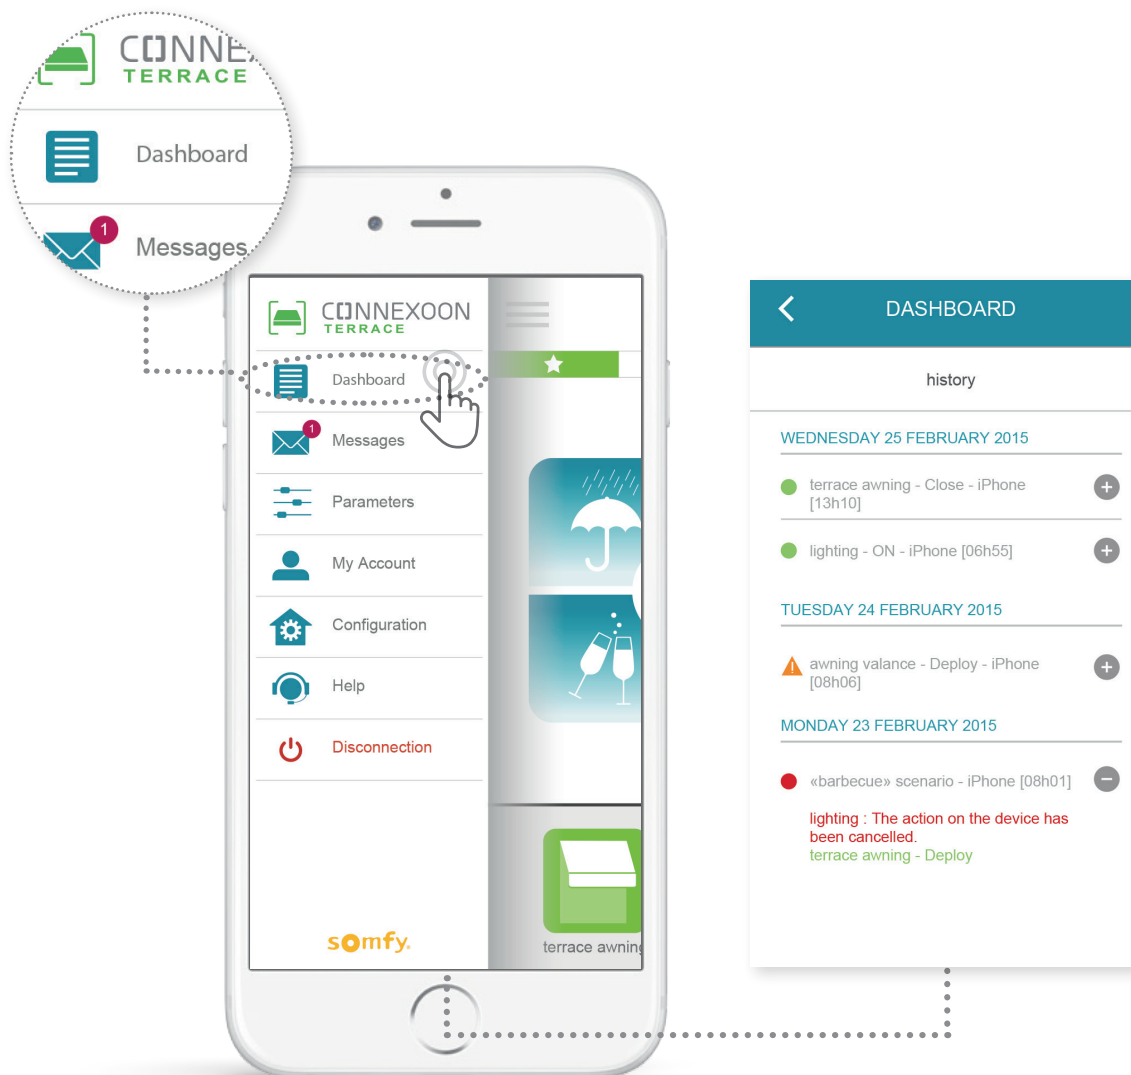 CONNE
TERRACE
Dashboard
1
Messages
CONNEXOON
TERRACE
Dashboard
1
Messages
Parameters
My Account
Configuration
Help
Disconnection
somfy.
terrace awning
DASHBOARD
history
WEDNESDAY 25 FEBRUARY 2015
terrace awning - Close - iPhone
[13h10]
lighting - ON - iPhone [06h55]
TUESDAY 24 FEBRUARY 2015
awning valance - Deploy - iPhone
[08h06]
MONDAY 23 FEBRUARY 2015
«barbecue» scenario - iPhone [08h01]
lighting : The action on the device has
been cancelled.
terrace awning - Deploy